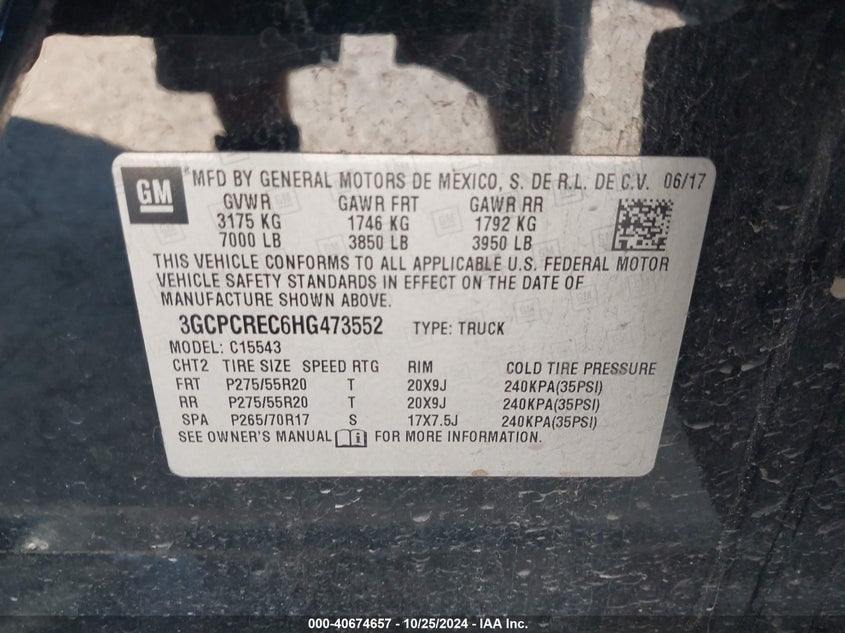 GM
*MFD BY GENERAL MOTORS DE MEXICO, S. DE R.L. DE C.V. 06/17
GVWR GAWR FRT GAWR RR
3175 KG 1746 KG 1792 KG
7000 LB 3850 LB 3950 LB
THIS VEHICLE CONFORMS TO ALL APPLICABLE U.S. FEDERAL MOTOR
VEHICLE SAFETY STANDARDS IN EFFECT ON THE DATE OF
MANUFACTURE SHOWN ABOVE.
3GCPCREC6HG473552 TYPE: TRUCK
MODEL: C15543
CHT2 TIRE SIZE SPEED RTG RIM COLD TIRE PRESSURE
FRT P275/55R20 T 20X9J 240KPA(35PSI)
RR P275/55R20 T 20X9J 240KPA(35PSI)
SPA P265/70R17 S 17X7.5J 240KPA(35PSI)
SEE OWNER'S MANUAL i FOR MORE INFORMATION.
000-40674657 - 10/25/2024 - IAA Inc.